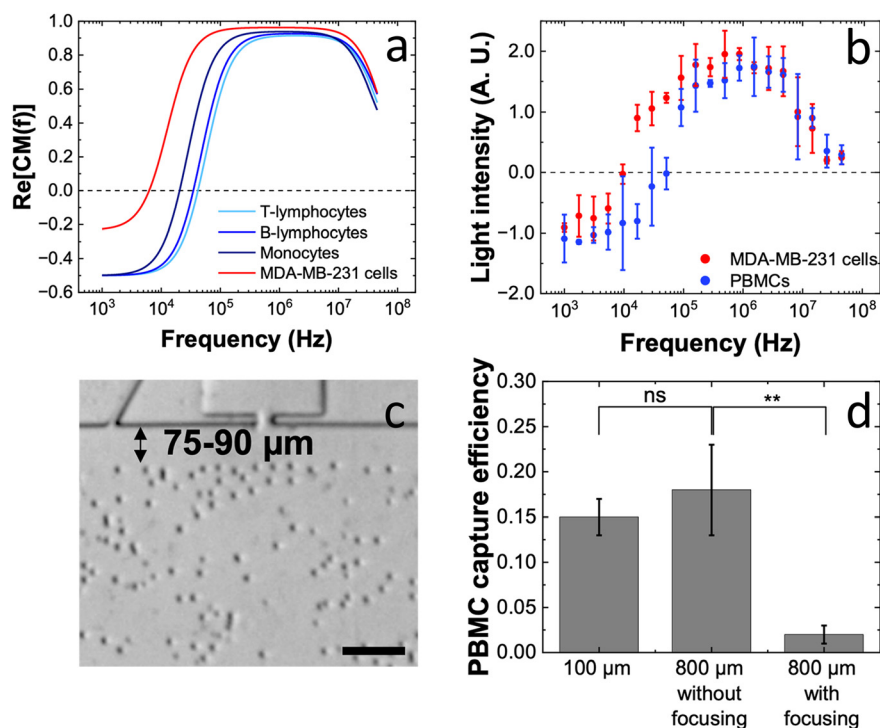 a
Re[CM(f)]
1.0
0.8
0.6
0.4
0.2
0.0
−0.2
−0.4
−0.6
T-lymphocytes
B-lymphocytes
Monocytes
MDA-MB-231 cells
10³ 10⁴ 10⁵ 10⁶ 10⁷ 10⁸
Frequency (Hz)
b
Light intensity (A. U.)
2.0
1.0
0.0
−1.0
−2.0
MDA-MB-231 cells
PBMCs
10³ 10⁴ 10⁵ 10⁶ 10⁷ 10⁸
Frequency (Hz)
c
75-90 µm
d
PBMC capture efficiency
0.30
0.25
0.20
0.15
0.10
0.05
0.00
ns
**
100 µm
800 µm
without
focusing
800 µm
with
focusing